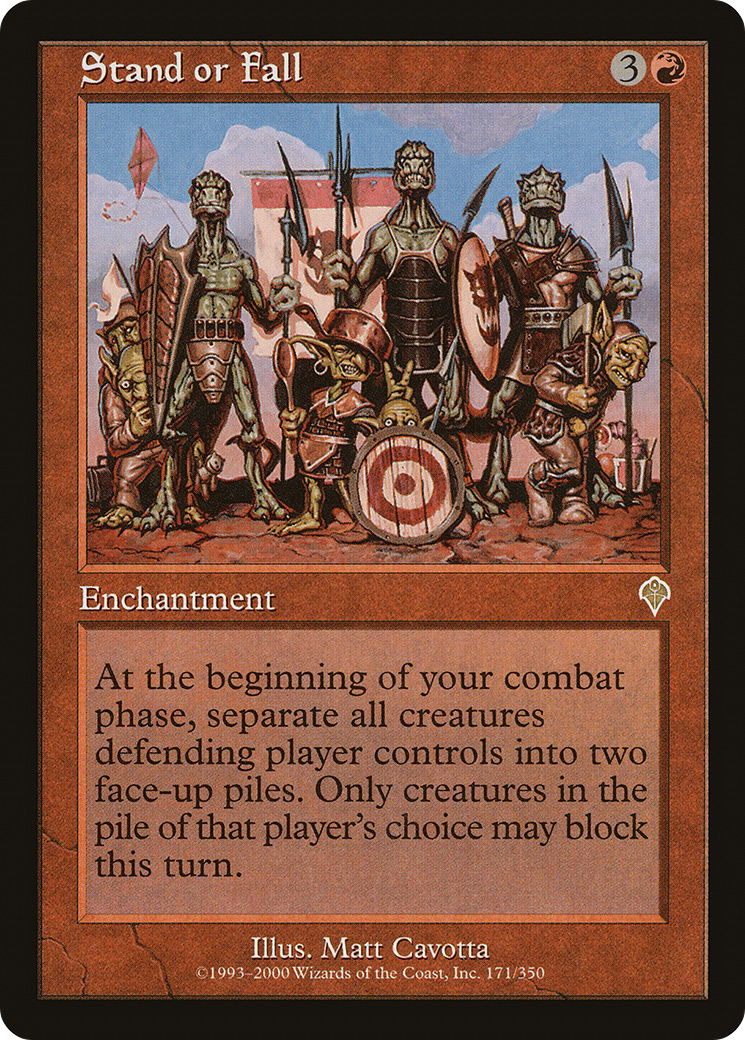 Stand or Fall 3
Enchantment
At the beginning of your combat
phase, separate all creatures
defending player controls into two
face-up piles. Only creatures in the
pile of that player's choice may block
this turn.
Illus. Matt Cavotta
©1993–2000 Wizards of the Coast, Inc. 171/350